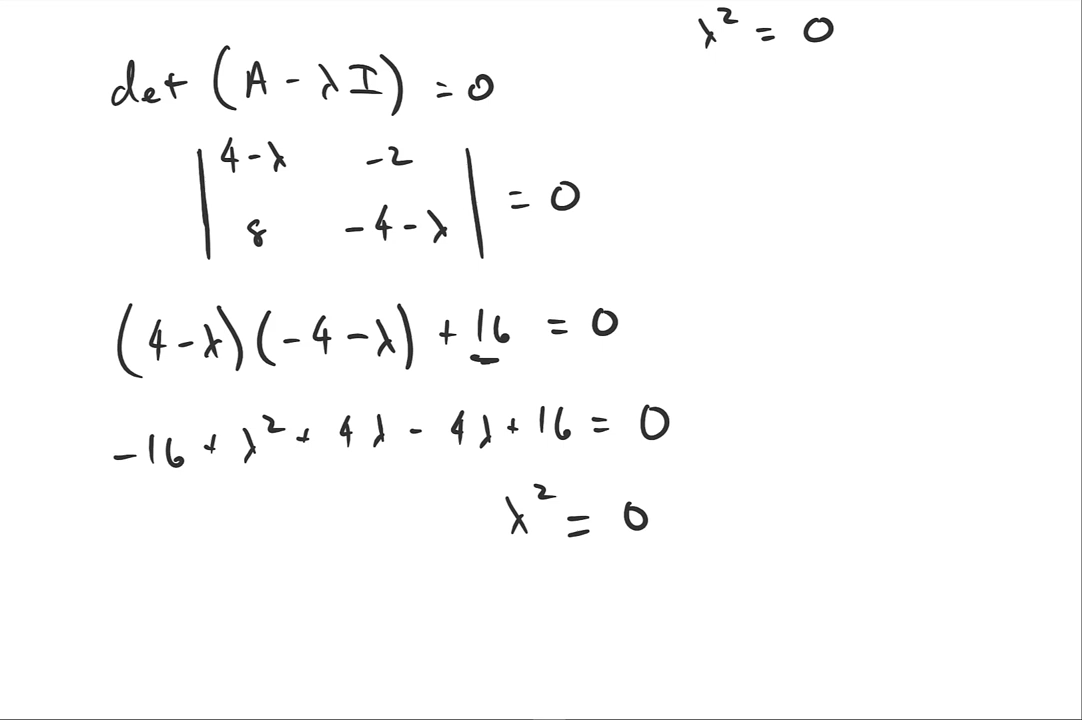 λ² = 0
det (A - λI) = 0
| 4-λ -2 |
| 8 -4-λ | = 0
(4-λ)(-4-λ) + 16 = 0
-16 + λ² + 4λ - 4λ + 16 = 0
λ² = 0